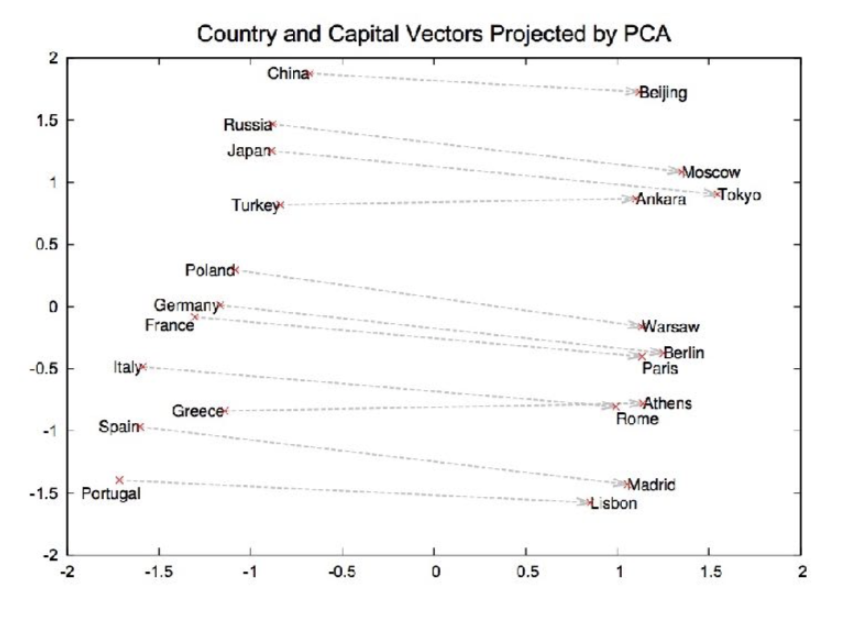 Country and Capital Vectors Projected by PCA
2
China
Beijing
1.5
Russia
Japan
Moscow
1
Tokyo
Turkey
Ankara
0.5
Poland
0
Germany
France
Warsaw
Berlin
-0.5
Italy
Paris
Greece
Athens
Rome
-1
Spain
Madrid
-1.5
Portugal
Lisbon
-2
-2 -1.5 -1 -0.5 0 0.5 1 1.5 2